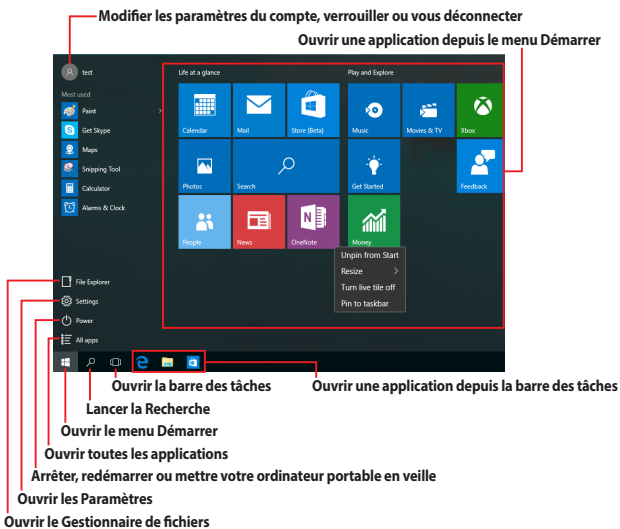 Modifier les paramètres du compte, verrouiller ou vous déconnecter
Ouvrir une application depuis le menu Démarrer
test
Life at a glance
Play and Explore
Most used
Paint
Get Skype
Maps
Snipping Tool
Calculator
Alarms & Clock
Calendar
Mail
Store (Beta)
Music
Movies & TV
Xbox
Photos
Search
Get Started
Feedback
People
News
OneNote
Money
Unpin from Start
Resize
Turn live tile off
Pin to taskbar
File Explorer
Settings
Power
All apps
Ouvrir la barre des tâches
Ouvrir une application depuis la barre des tâches
Lancer la Recherche
Ouvrir le menu Démarrer
Ouvrir toutes les applications
Arrêter, redémarrer ou mettre votre ordinateur portable en veille
Ouvrir les Paramètres
Ouvrir le Gestionnaire de fichiers